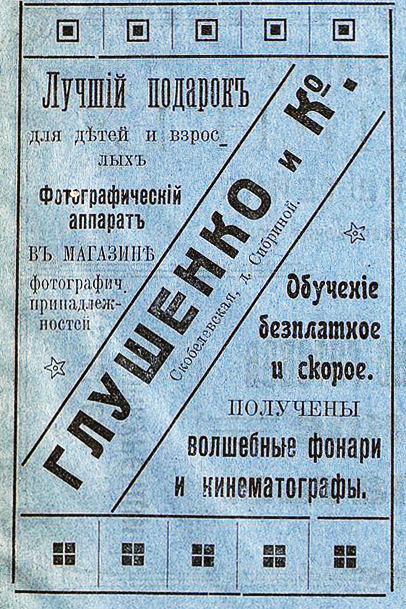 Лучшій подарокъ
для дѣтей и взрос-
лыхъ
Фотографическій
аппаратъ
ВЪ МАГАЗИНѢ
фотографич.
принадлеж-
ностей
ГЛУШЕНКО и Ко.
Скобелевская, д. Сибриной.
Обученіе
безплатное
и скорое.
ПОЛУЧЕНЫ
волшебные фонари
и кинематографы.